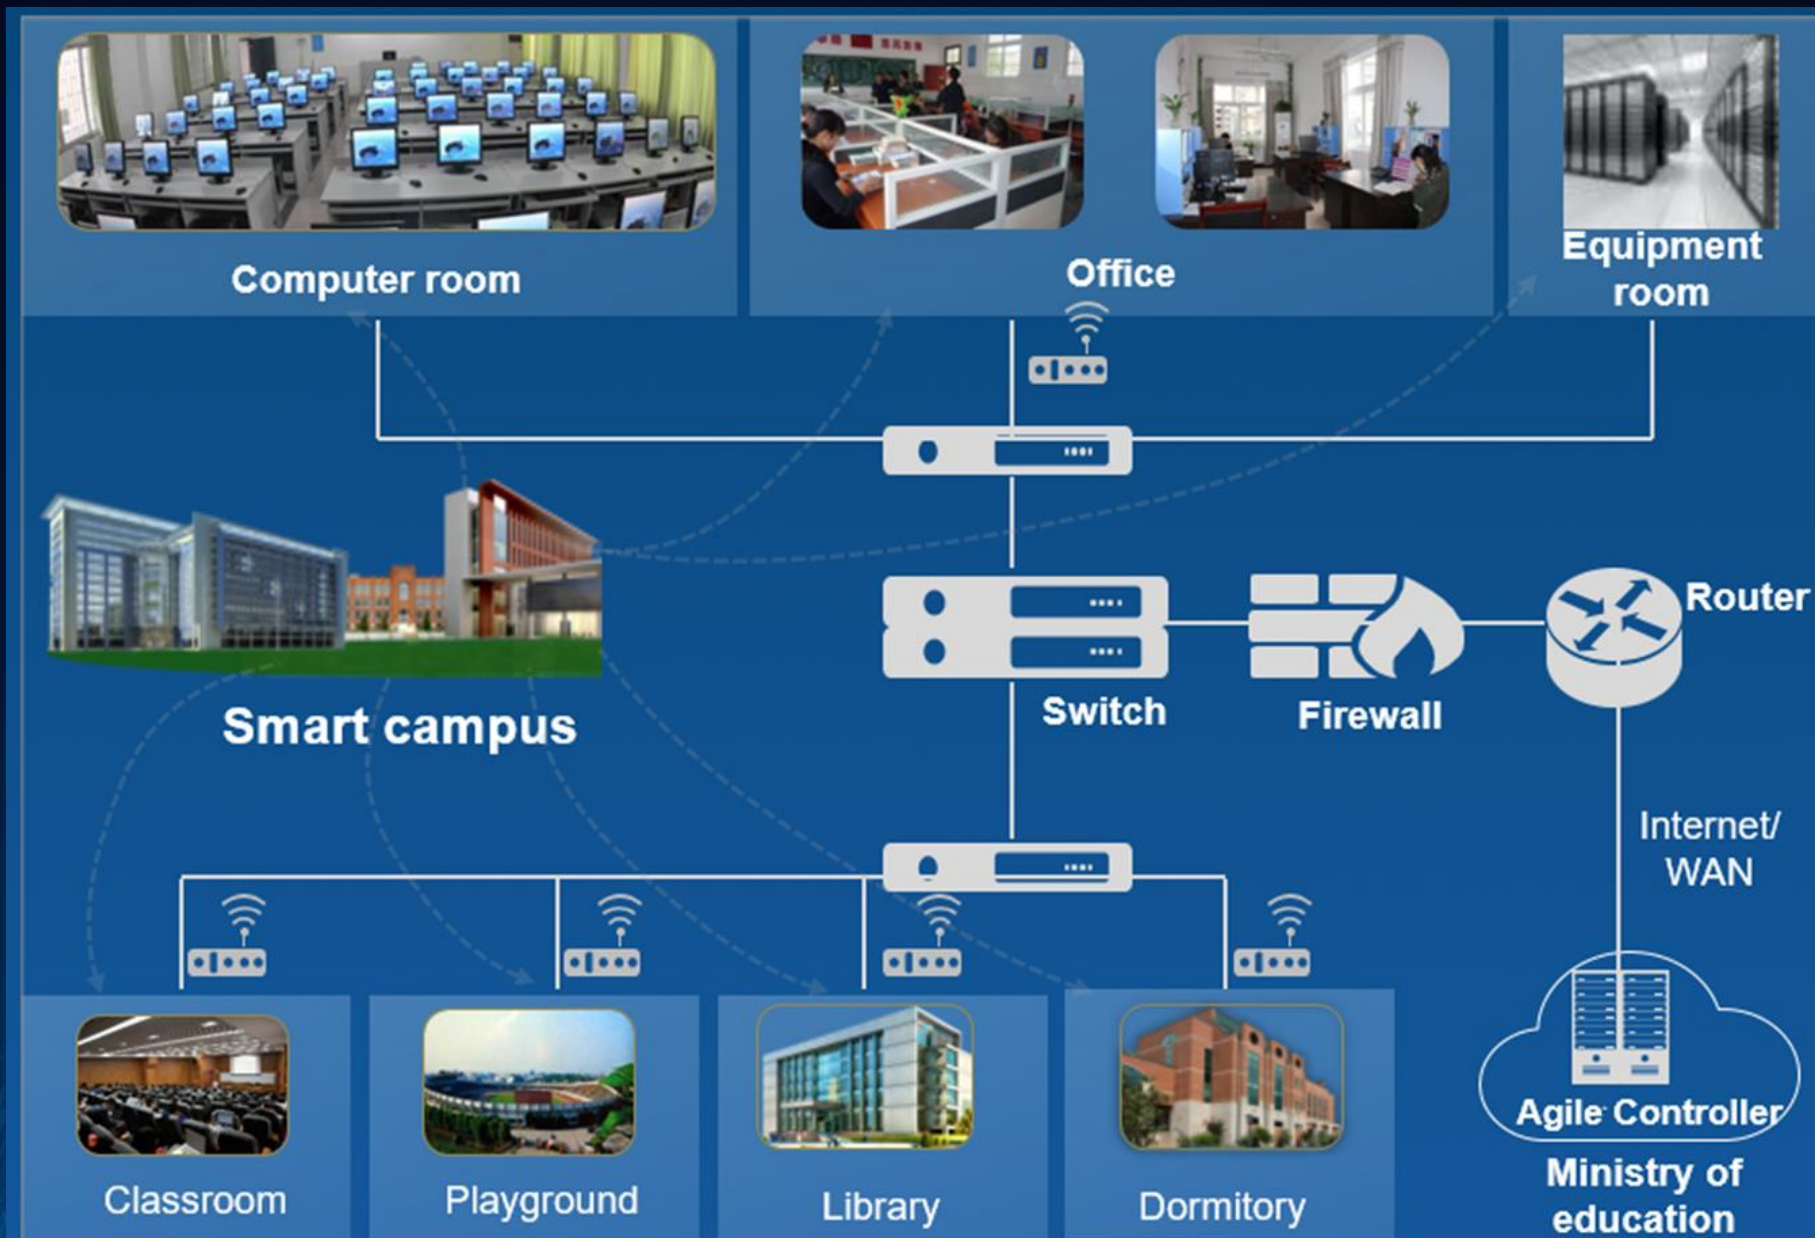 Computer room
Office
Equipment
room
Smart campus
Switch
Firewall
Router
Internet/
WAN
Agile Controller
Ministry of
education
Classroom
Playground
Library
Dormitory